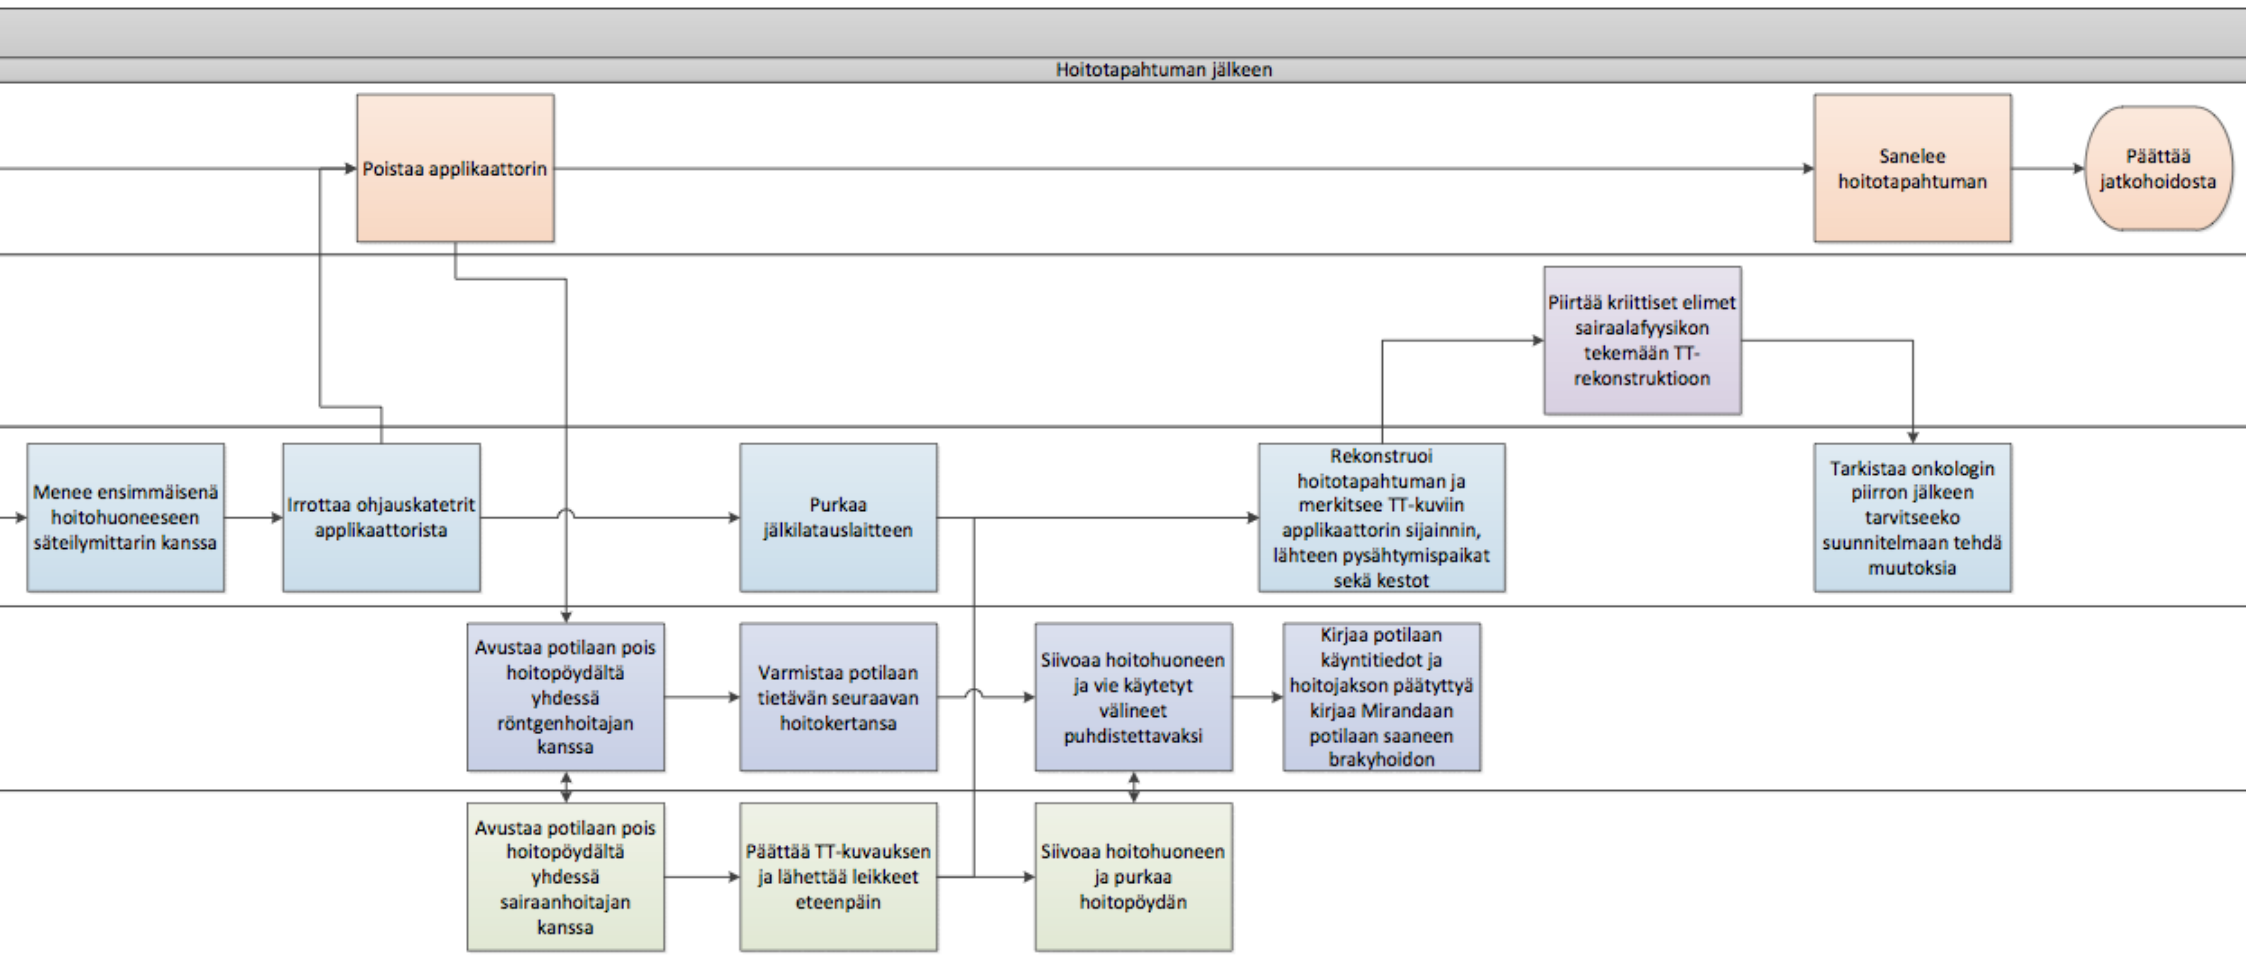 Hoitotapahtuman jälkeen
Poistaa applikaattorin
Sanelee
hoitotapahtuman
Päättää
jatkohoidosta
Piirtää kriittiset elimet
sairaalafyysikon
tekemään TT-
rekonstruktioon
Menee ensimmäisenä
hoitohuoneeseen
säteilymittarin kanssa
Irrottaa ohjauskatetrit
applikaattorista
Purkaa
jälkilatauslaitteen
Rekonstruoi
hoitotapahtuman ja
merkitsee TT-kuviin
applikaattorin sijainnin,
lähteen pysähtymispaikat
sekä kestot
Tarkistaa onkologin
piirron jälkeen
tarvitseeko
suunnitelmaan tehdä
muutoksia
Avustaa potilaan pois
hoitopöydältä
yhdessä
röntgenhoitajan
kanssa
Varmistaa potilaan
tietävän seuraavan
hoitokertansa
Siivoaa hoitohuoneen
ja vie käytetyt
välineet
puhdistettavaksi
Kirjaa potilaan
käyntitiedot ja
hoitojakson päätyttyä
kirjaa Mirandaan
potilaan saaneen
brakyhoidon
Avustaa potilaan pois
hoitopöydältä
yhdessä
sairaanhoitajan
kanssa
Päättää TT-kuvauksen
ja lähettää leikkeet
eteenpäin
Siivoaa hoitohuoneen
ja purkaa
hoitopöydän